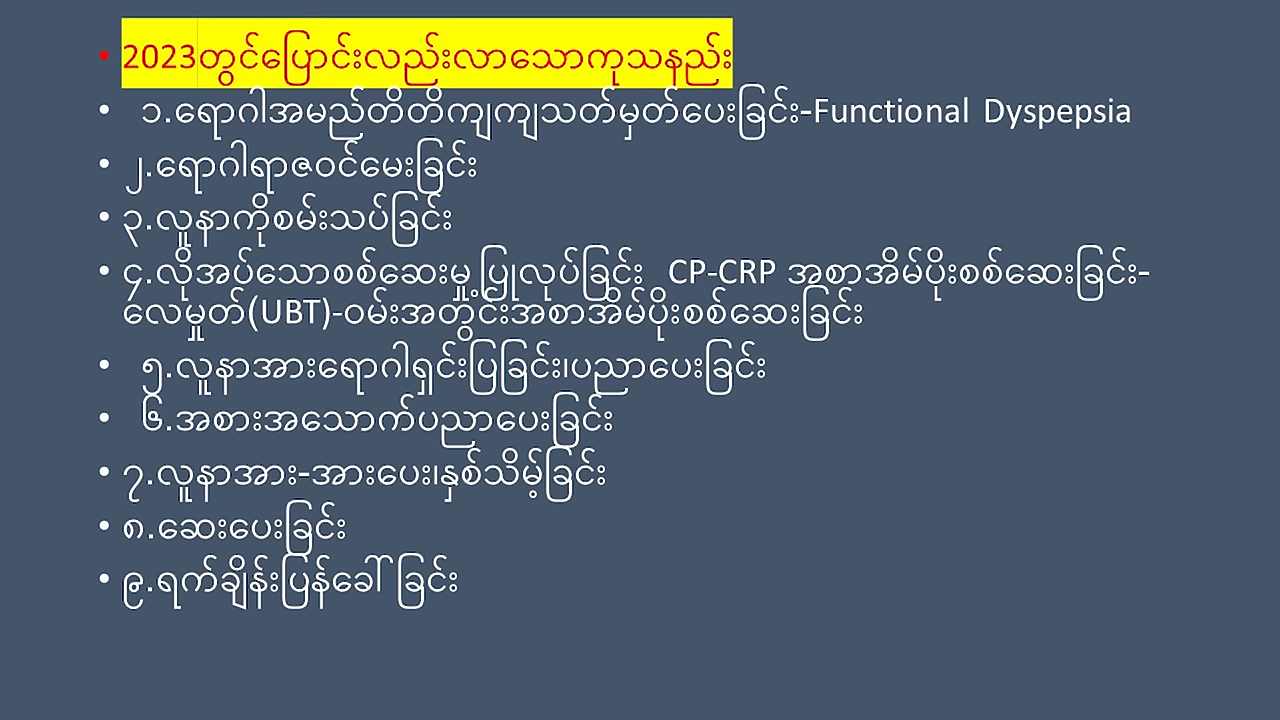 • 2023တွင်ပြောင်းလည်းလာသောကုသနည်း
• ၁.ရောဂါအမည်တိတိကျကျသတ်မှတ်ပေးခြင်း-Functional Dyspepsia
• ၂.ရောဂါရာဇဝင်မေးခြင်း
• ၃.လူနာကိုစမ်းသပ်ခြင်း
• ၄.လိုအပ်သောစစ်ဆေးမှု့ပြုလုပ်ခြင်း CP-CRP အစာအိမ်ပိုးစစ်ဆေးခြင်း-
လေမှုတ်(UBT)-ဝမ်းအတွင်းအစာအိမ်ပိုးစစ်ဆေးခြင်း
• ၅.လူနာအားရောဂါရှင်းပြခြင်း၊ပညာပေးခြင်း
• ၆.အစားအသောက်ပညာပေးခြင်း
• ၇.လူနာအား-အားပေး၊နှစ်သိမ့်ခြင်း
• ၈.ဆေးပေးခြင်း
• ၉.ရက်ချိန်းပြန်ခေါ်ခြင်း